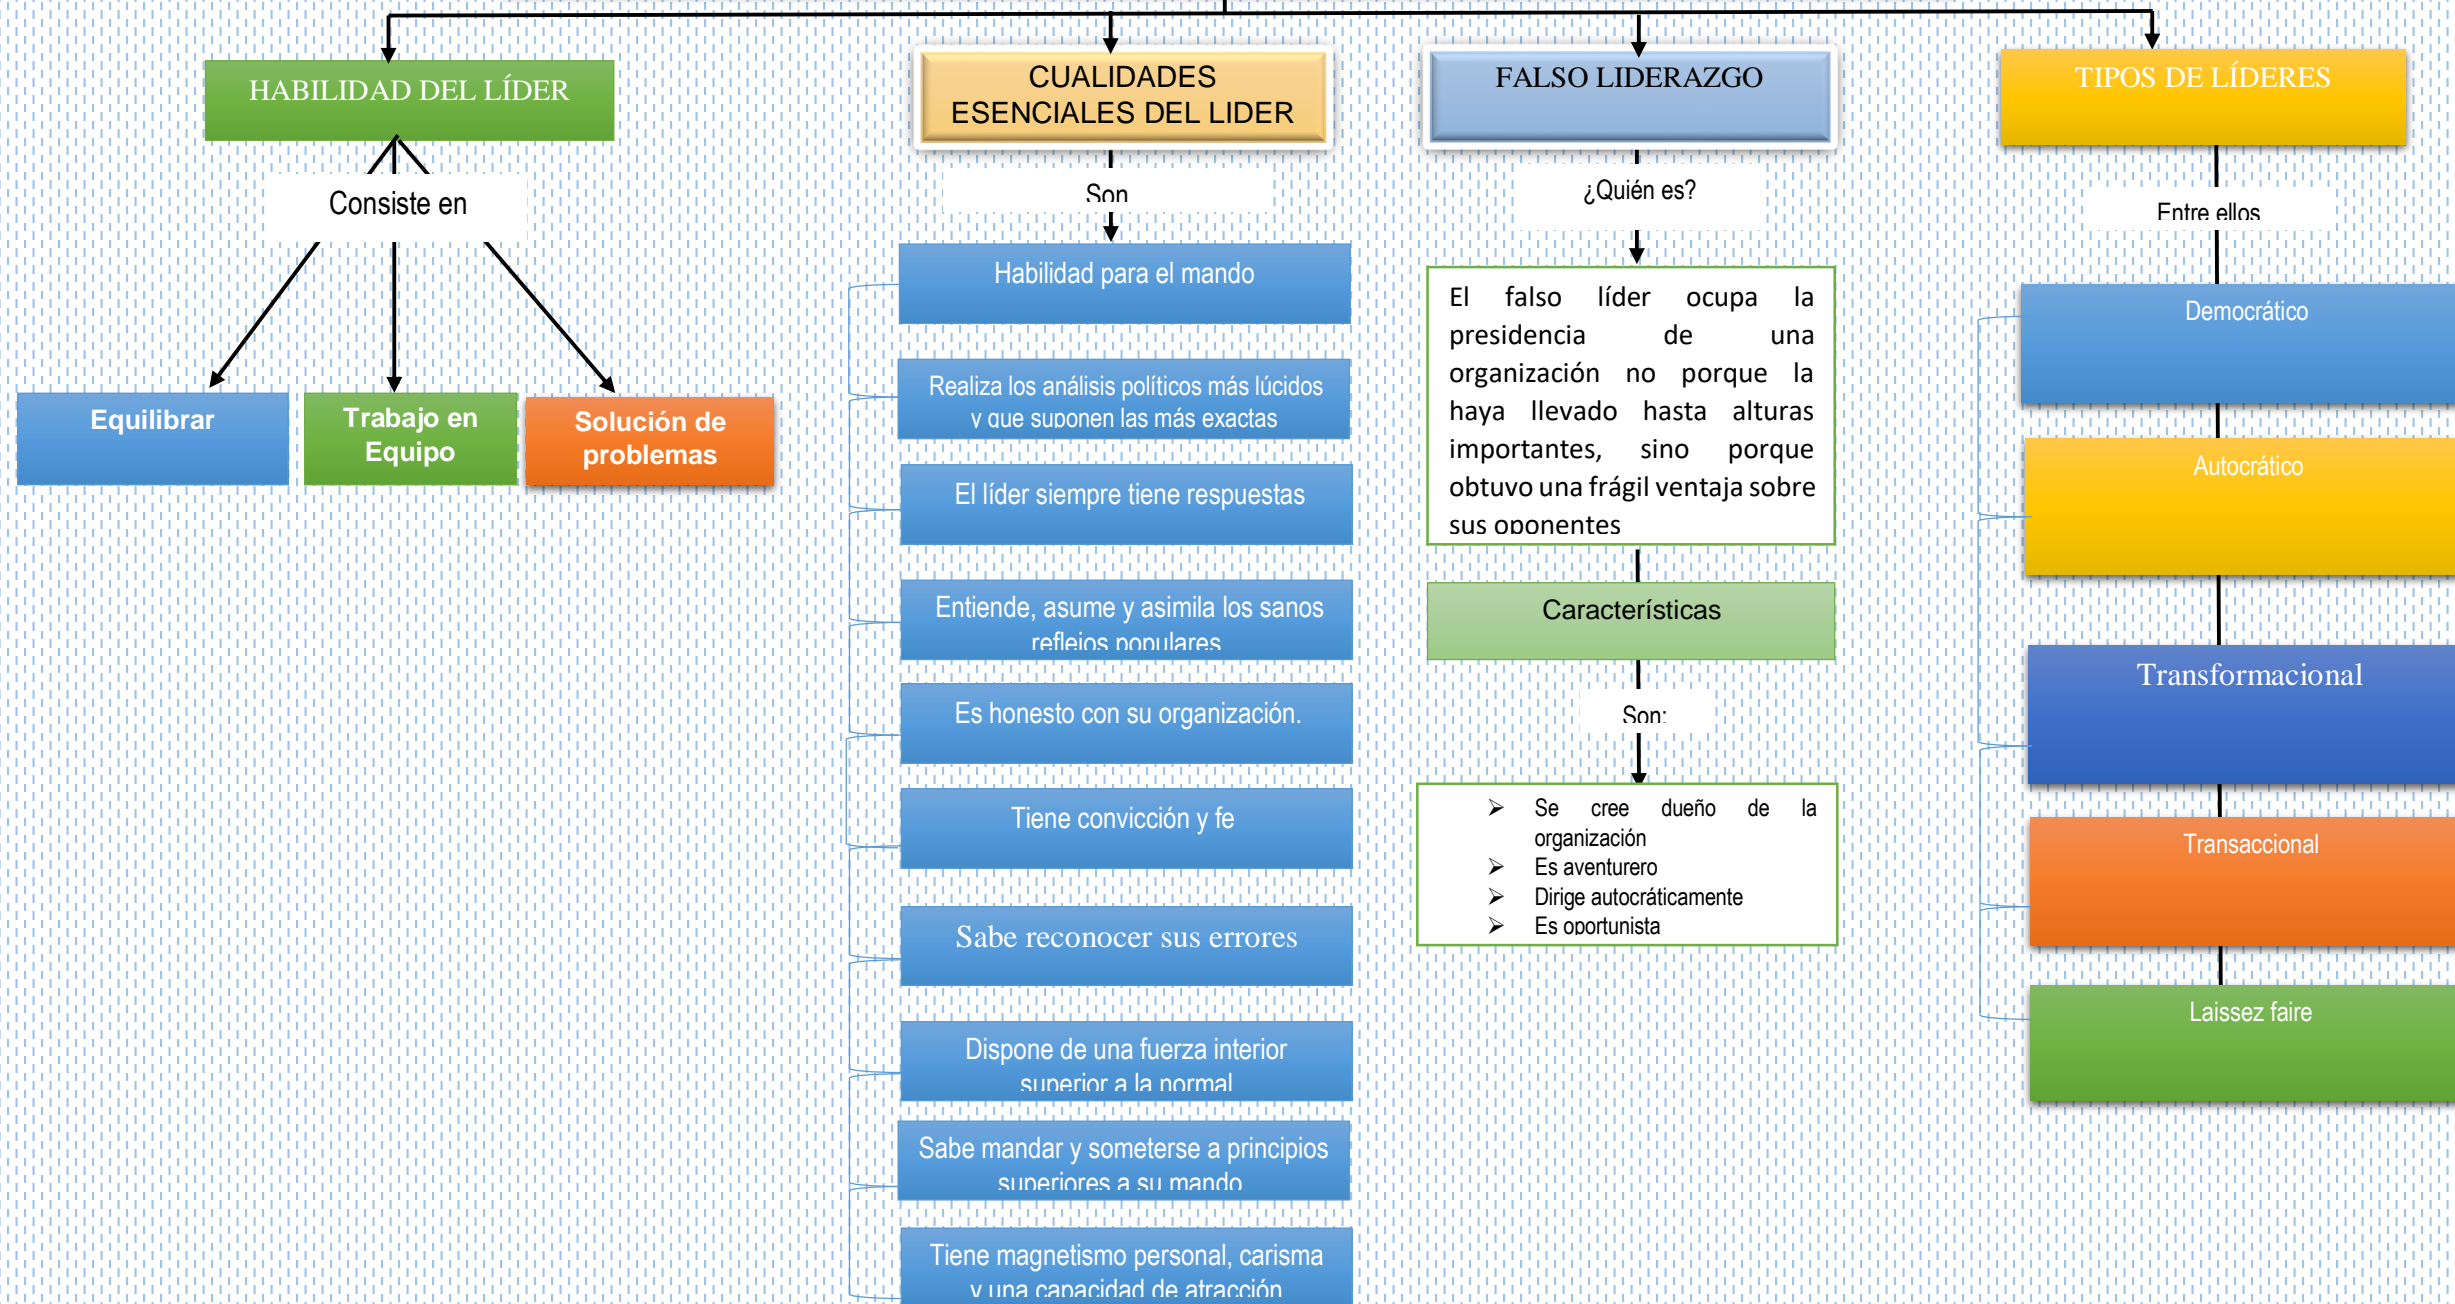 HABILIDAD DEL LÍDER
Consiste en
Equilibrar
Trabajo en
Equipo
Solución de
problemas
CUALIDADES
ESENCIALES DEL LIDER
Son
Habilidad para el mando
Realiza los análisis políticos más lúcidos
y que suponen las más exactas
El líder siempre tiene respuestas
Entiende, asume y asimila los sanos
reflejos populares
Es honesto con su organización.
Tiene convicción y fe
Sabe reconocer sus errores
Dispone de una fuerza interior
superior a la normal
Sabe mandar y someterse a principios
superiores a su mando
Tiene magnetismo personal, carisma
y una capacidad de atracción
FALSO LIDERAZGO
¿Quién es?
El falso líder ocupa la
presidencia de una
organización no porque la
haya llevado hasta alturas
importantes, sino porque
obtuvo una frágil ventaja sobre
sus oponentes
Características
Son:
➢ Se cree dueño de la
organización
➢ Es aventurero
➢ Dirige autocráticamente
➢ Es oportunista
TIPOS DE LÍDERES
Entre ellos
Democrático
Autocrático
Transformacional
Transaccional
Laissez faire